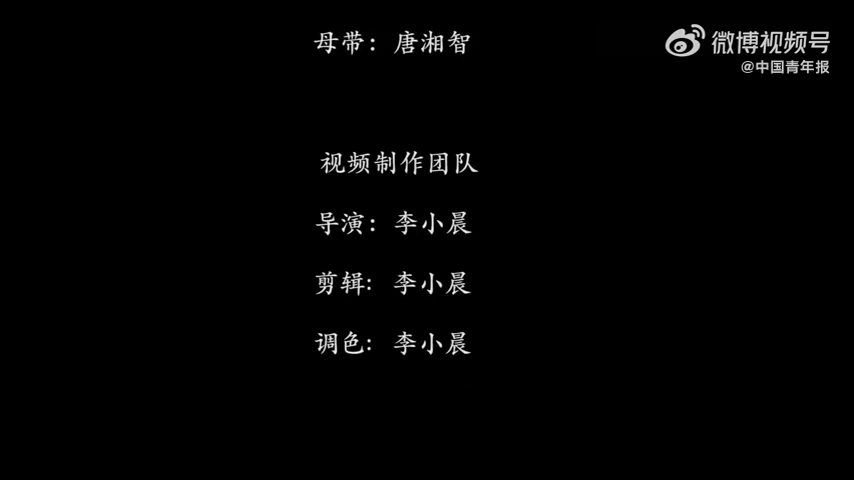 母带：唐湘智
微博视频号
@中国青年报
视频制作团队
导演：李小晨
剪辑：李小晨
调色：李小晨